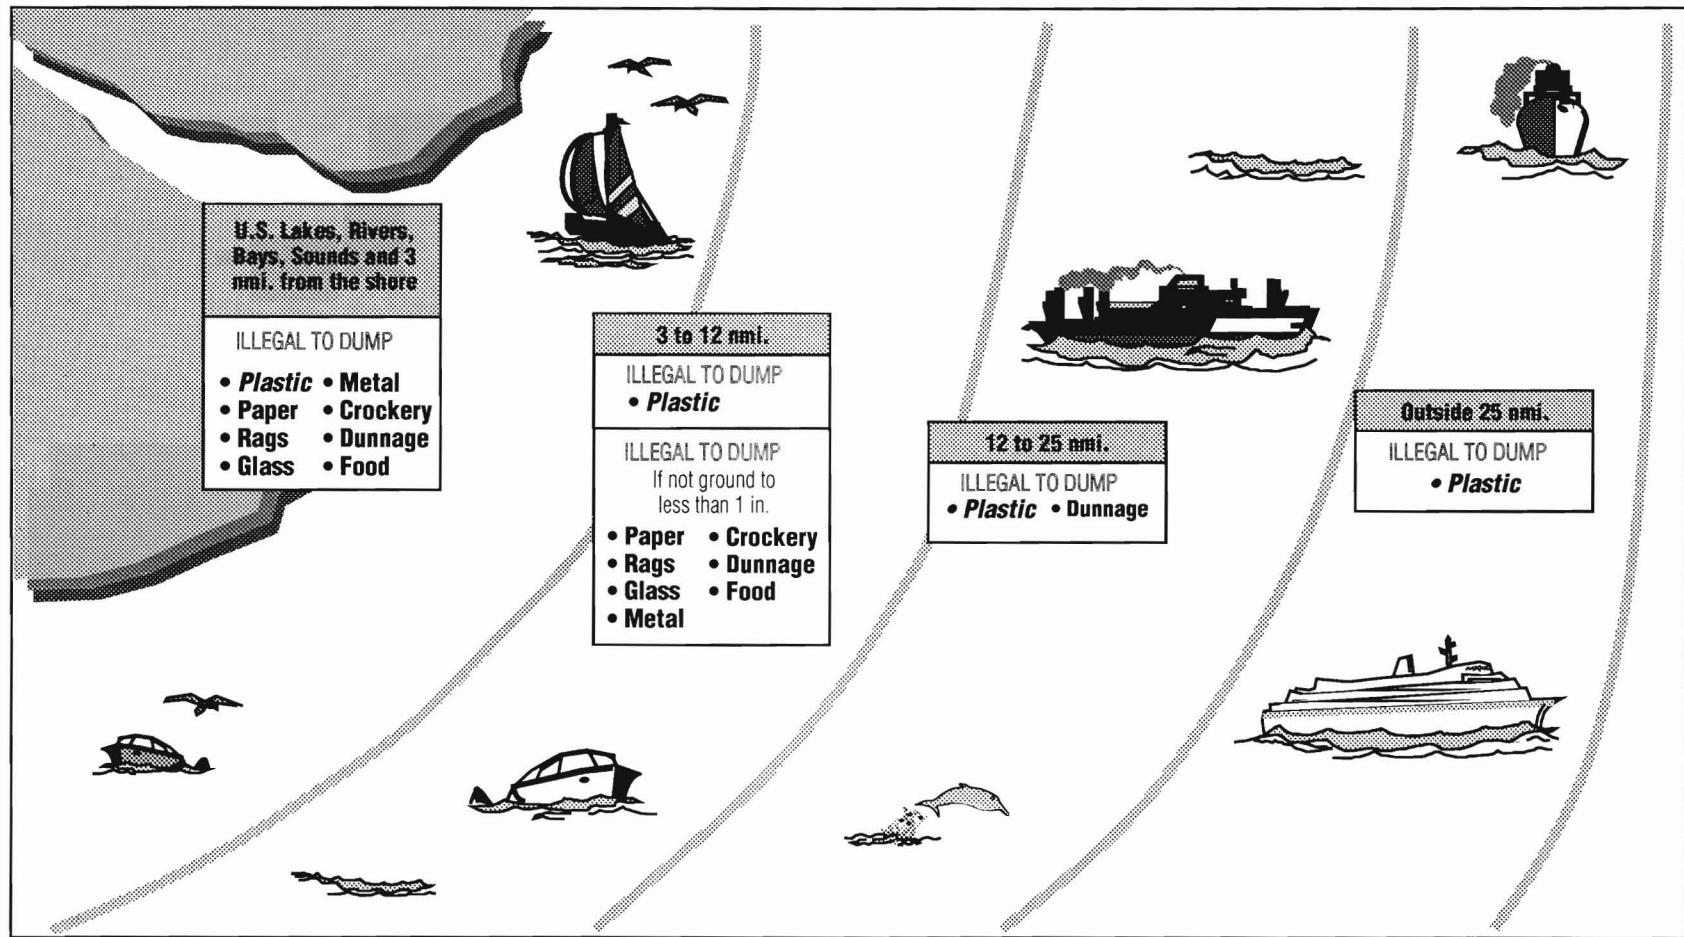 U.S. Lakes, Rivers,
Bays, Sounds and 3
nmi. from the shore
ILLEGAL TO DUMP
• Plastic • Metal
• Paper • Crockery
• Rags • Dunnage
• Glass • Food
3 to 12 nmi.
ILLEGAL TO DUMP
• Plastic
ILLEGAL TO DUMP
If not ground to
less than 1 in.
• Paper • Crockery
• Rags • Dunnage
• Glass • Food
• Metal
12 to 25 nmi.
ILLEGAL TO DUMP
• Plastic • Dunnage
Outside 25 nmi.
ILLEGAL TO DUMP
• Plastic